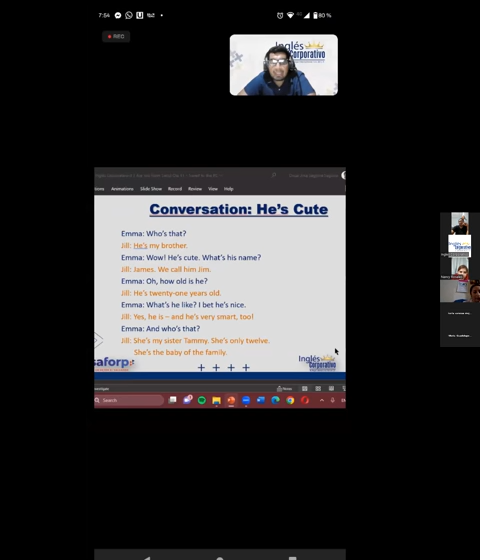 7:54
80 %
REC
Inglés
Corporativo
Animations Slide Show Record Review View Help
Conversation: He's Cute
Emma: Who's that?
Jill: He's my brother.
Emma: Wow! He's cute. What's his name?
Jill: James. We call him Jim.
Emma: Oh, how old is he?
Jill: He's twenty-one years old.
Emma: What's he like? I bet he's nice.
Jill: Yes, he is – and he's very smart, too!
Emma: And who's that?
Jill: She's my sister Tammy. She's only twelve.
She's the baby of the family.
saforp
Inglés
Corporativo
Search